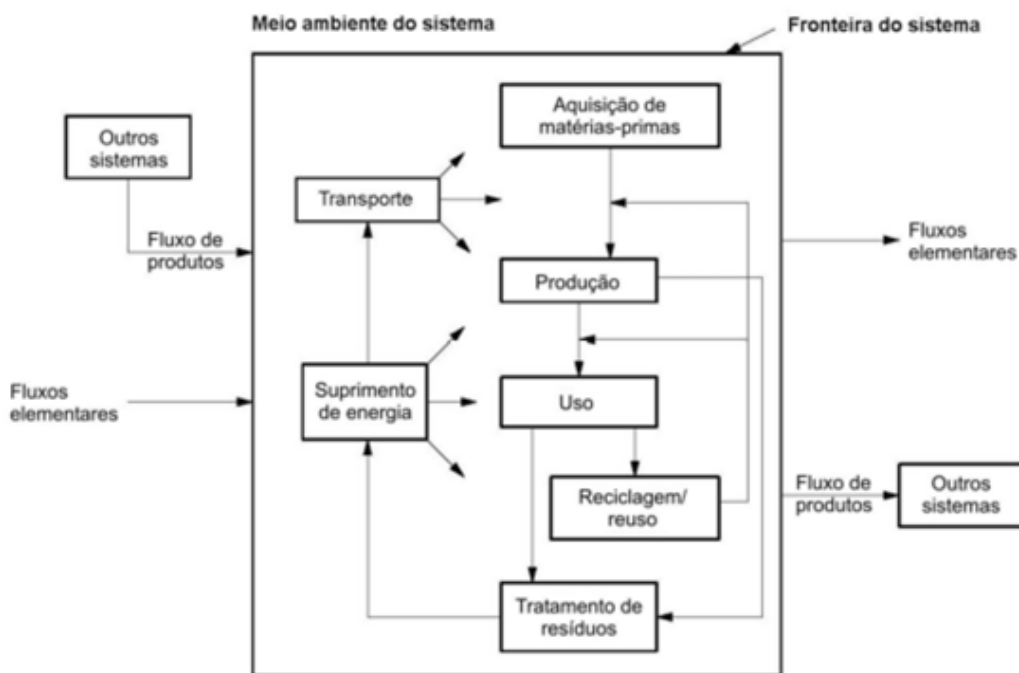 Meio ambiente do sistema
Fronteira do sistema
Outros
sistemas
Aquisição de
matérias-primas
Transporte
Fluxo de
produtos
Fluxos
elementares
Produção
Fluxos
elementares
Suprimento
de energia
Uso
Reciclagem/
reuso
Fluxo de
produtos
Outros
sistemas
Tratamento de
resíduos